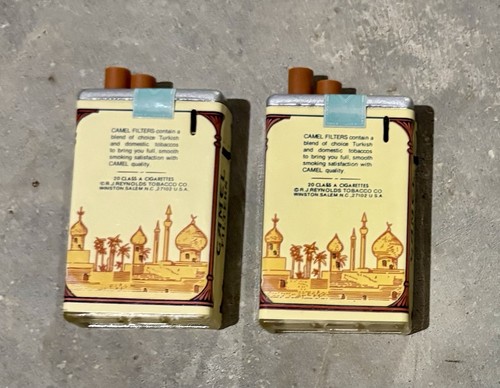 CAMEL FILTERS contain a
blend of choice Turkish
and domestic tobaccos
to bring you full, smooth
smoking satisfaction with
CAMEL quality.
20 CLASS A CIGARETTES
©R.J.REYNOLDS TOBACCO CO
WINSTON SALEM N.C. 27102 U.S.A.
CAMEL FILTERS contain a
blend of choice Turkish
and domestic tobaccos
to bring you full, smooth
smoking satisfaction with
CAMEL quality.
20 CLASS A CIGARETTES
©R.J.REYNOLDS TOBACCO CO
WINSTON SALEM N.C. 27102 U.S.A.